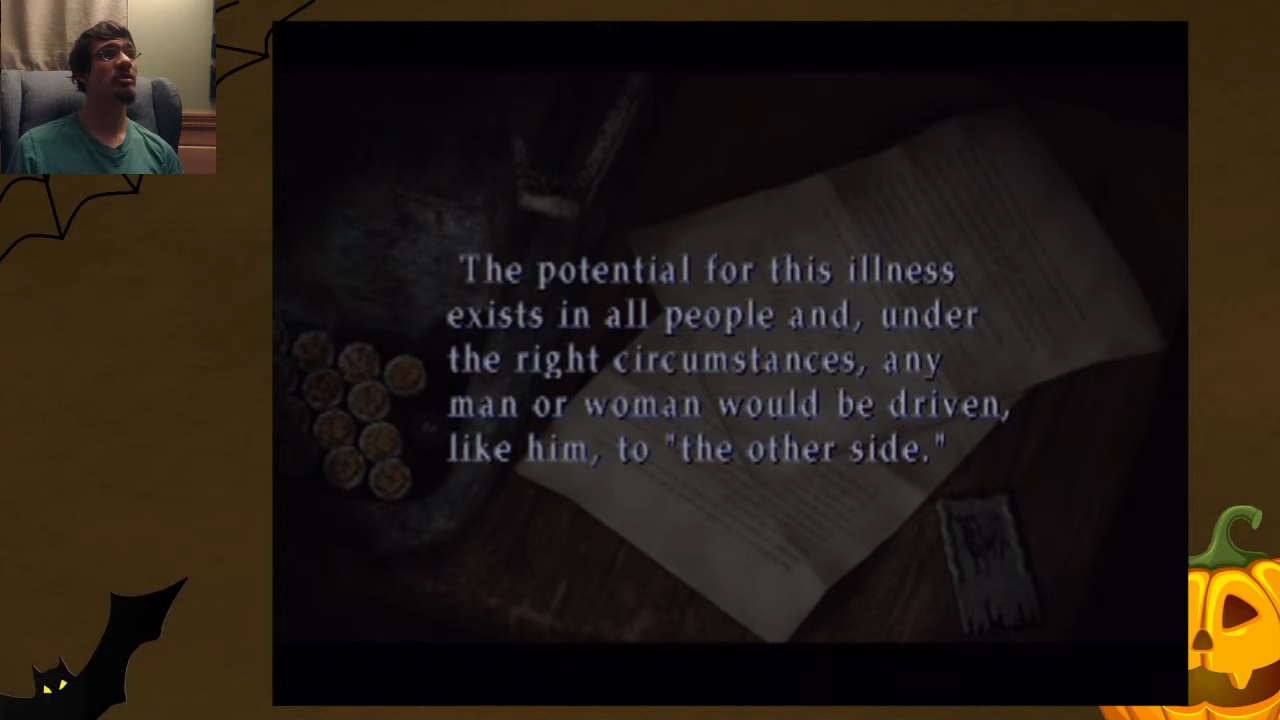 The potential for this illness
exists in all people and, under
the right circumstances, any
man or woman would be driven,
like him, to "the other side."